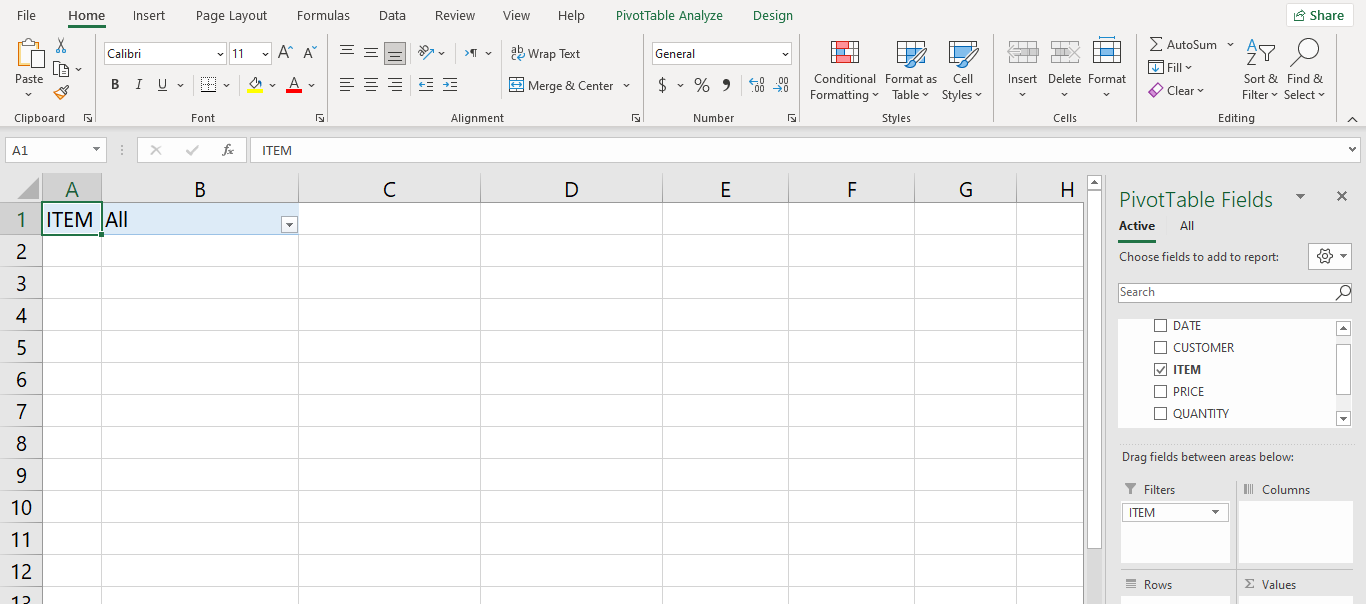 File Home Insert Page Layout Formulas Data Review View Help PivotTable Analyze Design Share
Calibri 11 ab Wrap Text General AutoSum
Paste Conditional Formatting Format as Table Cell Styles Insert Delete Format Fill Sort & Filter Find & Select
B I U A Merge & Center $ % Clear
Clipboard Font Alignment Number Styles Cells Editing
A1 fx ITEM
A B C D E F G H
1 ITEM All
2
3
4
5
6
7
8
9
10
11
12
13
PivotTable Fields
Active All
Choose fields to add to report:
Search
DATE
CUSTOMER
ITEM
PRICE
QUANTITY
Drag fields between areas below:
Filters Columns
ITEM
Rows Σ Values